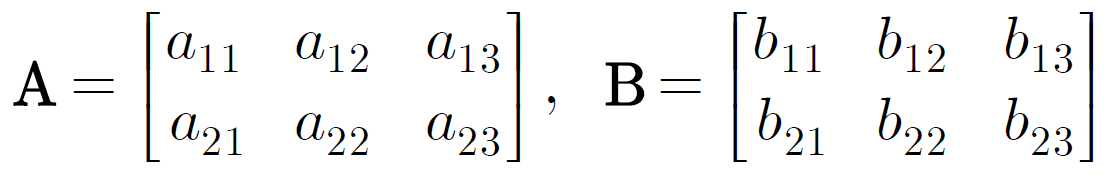 A = [a₁₁ a₁₂ a₁₃
a₂₁ a₂₂ a₂₃], B = [b₁₁ b₁₂ b₁₃
b₂₁ b₂₂ b₂₃]